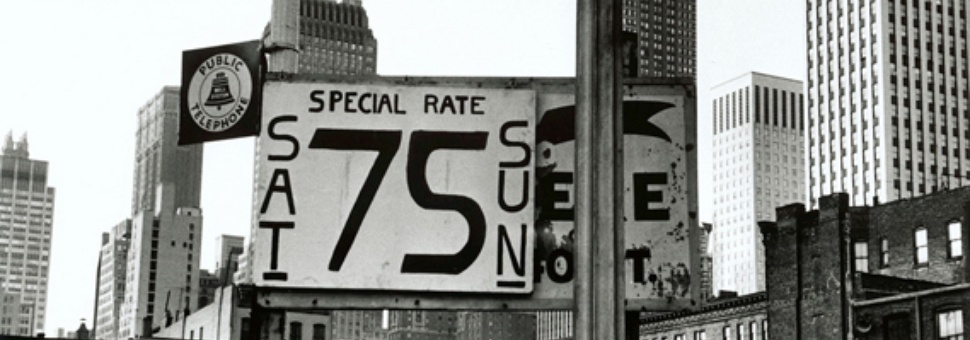 PUBLIC
TELEPHONE
SPECIAL RATE
SAT
75
SUN